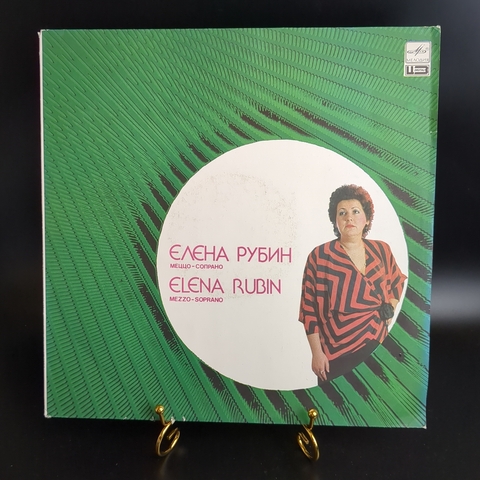 ЕЛЕНА РУБИН
МЕЦЦО-СОПРАНО
ELENA RUBIN
MEZZO-SOPRANO